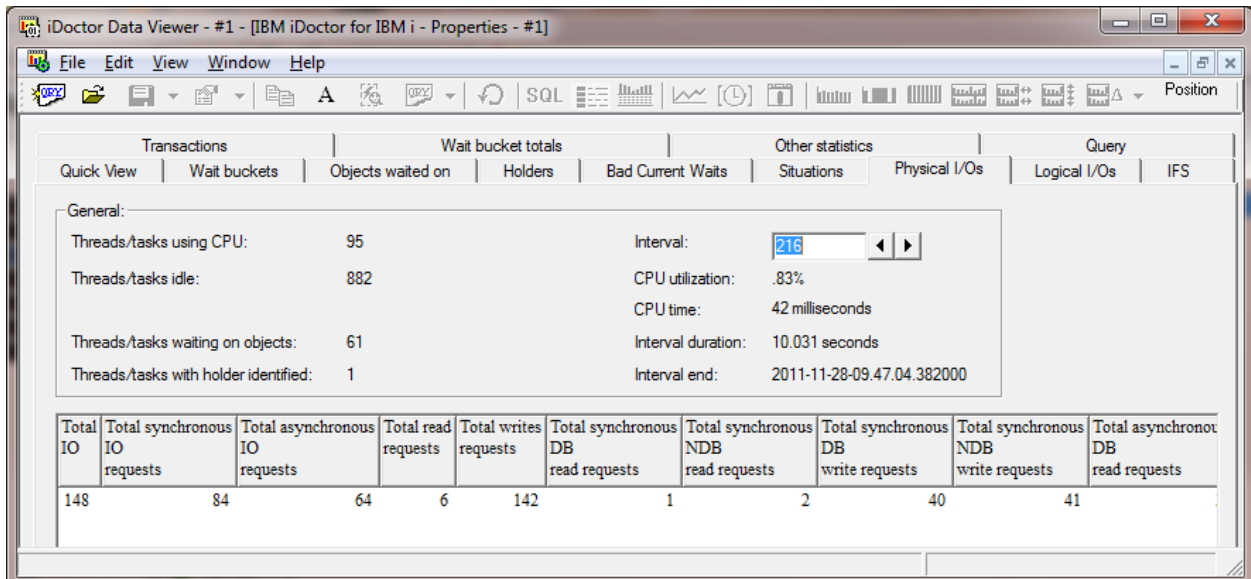 iDoctor Data Viewer - #1 - [IBM iDoctor for IBM i - Properties - #1]
File Edit View Window Help
SQL Position
Transactions Wait bucket totals Other statistics Query
Quick View Wait buckets Objects waited on Holders Bad Current Waits Situations Physical I/Os Logical I/Os IFS
General:
Threads/tasks using CPU: 95 Interval: 216
Threads/tasks idle: 882 CPU utilization: .83%
CPU time: 42 milliseconds
Threads/tasks waiting on objects: 61 Interval duration: 10.031 seconds
Threads/tasks with holder identified: 1 Interval end: 2011-11-28-09.47.04.382000
Total Total synchronous Total asynchronous Total read Total writes Total synchronous Total synchronous Total synchronous Total synchronous Total asynchronou
IO IO IO requests requests DB NDB DB NDB DB
requests requests read requests read requests write requests write requests read requests
148 84 64 6 142 1 2 40 41